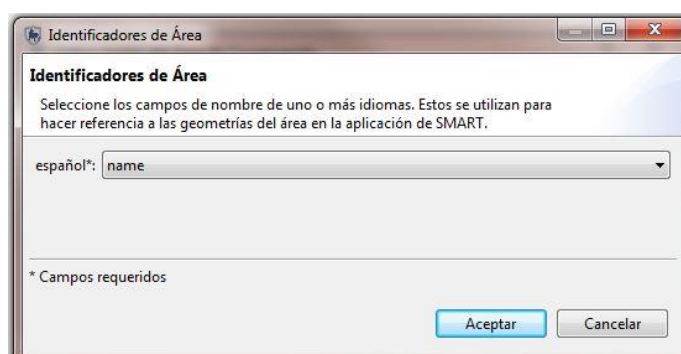 Identificadores de Área
Identificadores de Área
Seleccione los campos de nombre de uno o más idiomas. Estos se utilizan para
hacer referencia a las geometrías del área en la aplicación de SMART.
español*: name
* Campos requeridos
Aceptar Cancelar